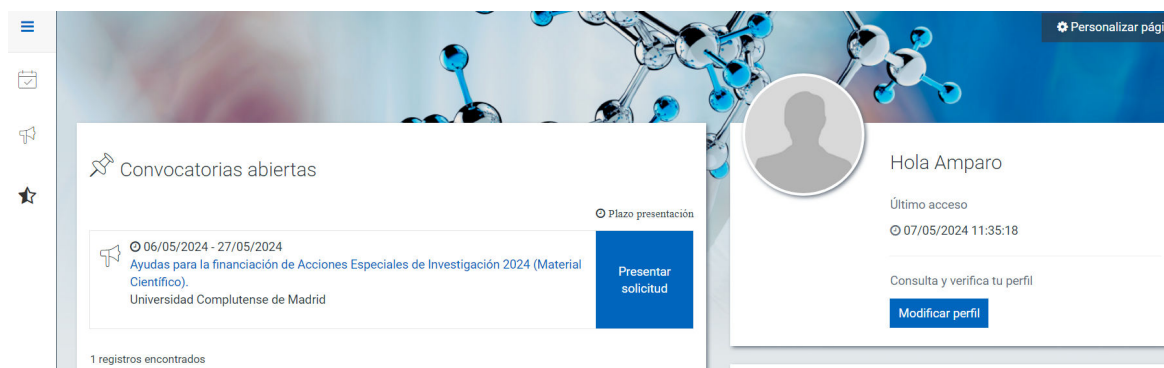 Personalizar pági
Convocatorias abiertas
Plazo presentación
06/05/2024 - 27/05/2024
Ayudas para la financiación de Acciones Especiales de Investigación 2024 (Material
Científico).
Universidad Complutense de Madrid
Presentar
solicitud
1 registros encontrados
Hola Amparo
Último acceso
07/05/2024 11:35:18
Consulta y verifica tu perfil
Modificar perfil